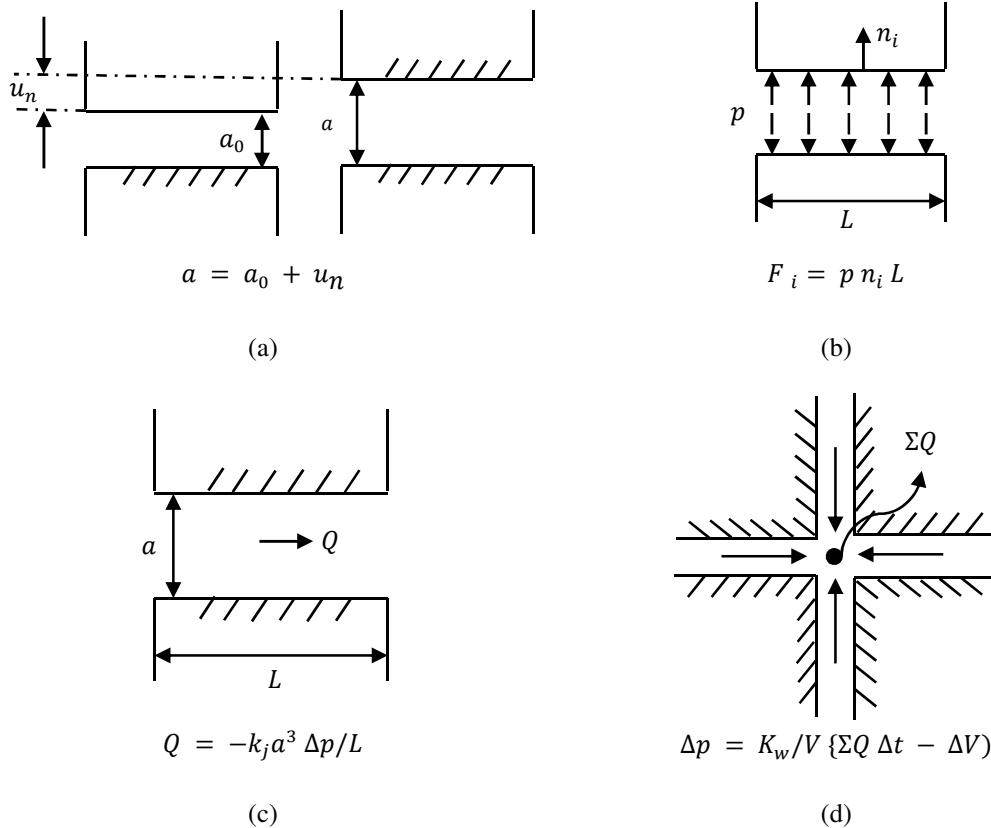 u_n
a_0
a
a = a_0 + u_n
(a)
n_i
p
L
F_i = p n_i L
(b)
a
Q
L
Q = −k_j a^3 Δp/L
(c)
ΣQ
Δp = K_w/V {ΣQ Δt − ΔV)
(d)